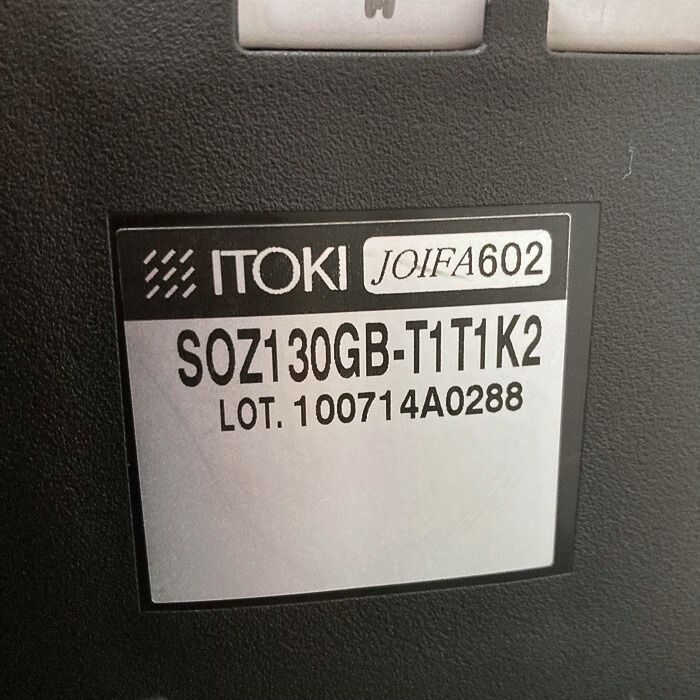 ITOKI JOIFA602
SOZ130GB-T1T1K2
LOT. 100714A0288